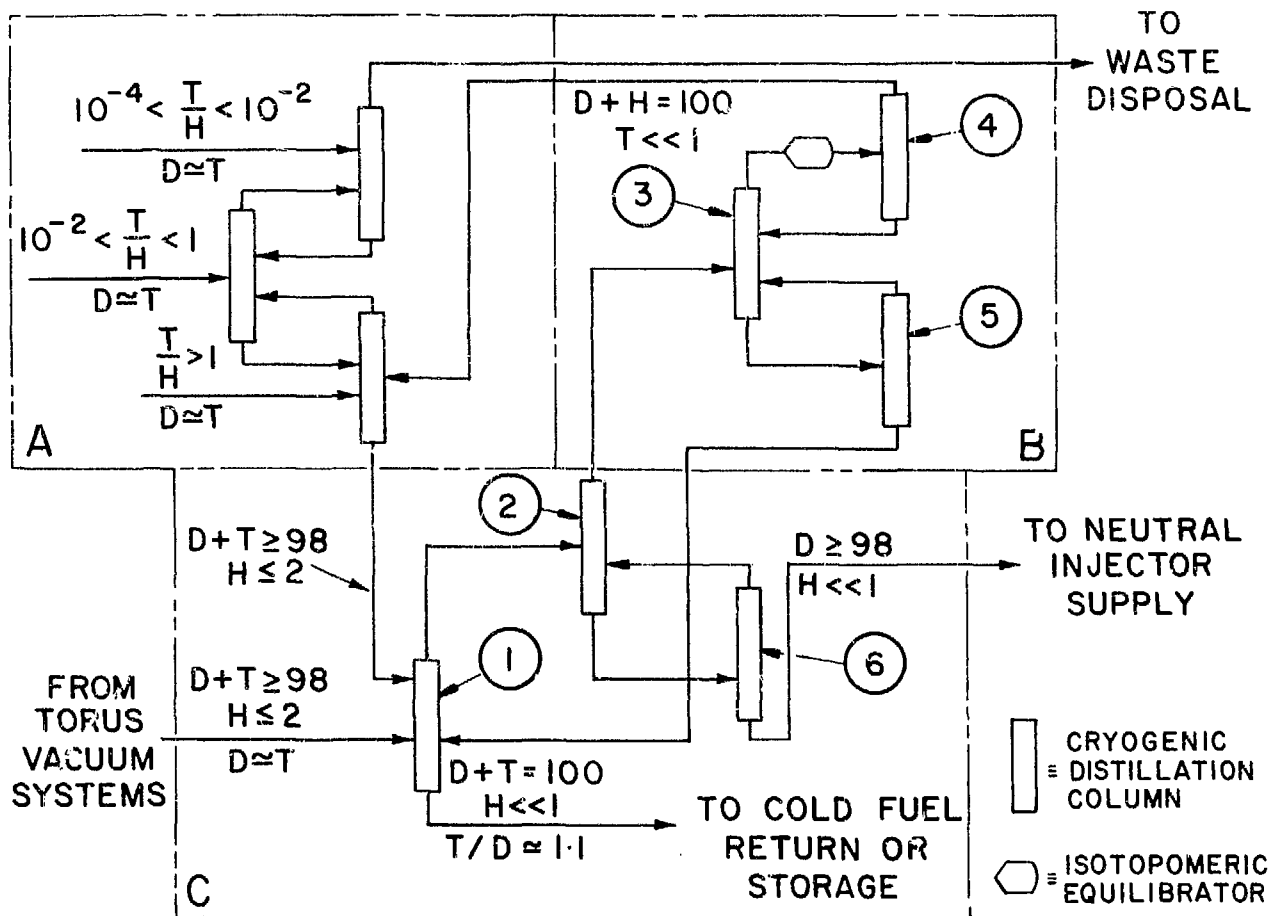 TO
WASTE
DISPOSAL
10⁻⁴ < T/H < 10⁻²
D≃T
D + H = 100
T << 1
4
3
10⁻² < T/H < 1
D≃T
5
T/H > 1
D≃T
A
B
2
D+T ≥ 98
H ≤ 2
D ≥ 98
H << 1
TO NEUTRAL
INJECTOR
SUPPLY
1
6
FROM
TORUS
VACUUM
SYSTEMS
D+T ≥ 98
H ≤ 2
D≃T
D+T = 100
H << 1
T/D ≃ 1·1
TO COLD FUEL
RETURN OR
STORAGE
≡ CRYOGENIC
DISTILLATION
COLUMN
≡ ISOTOPOMERIC
EQUILIBRATOR
C